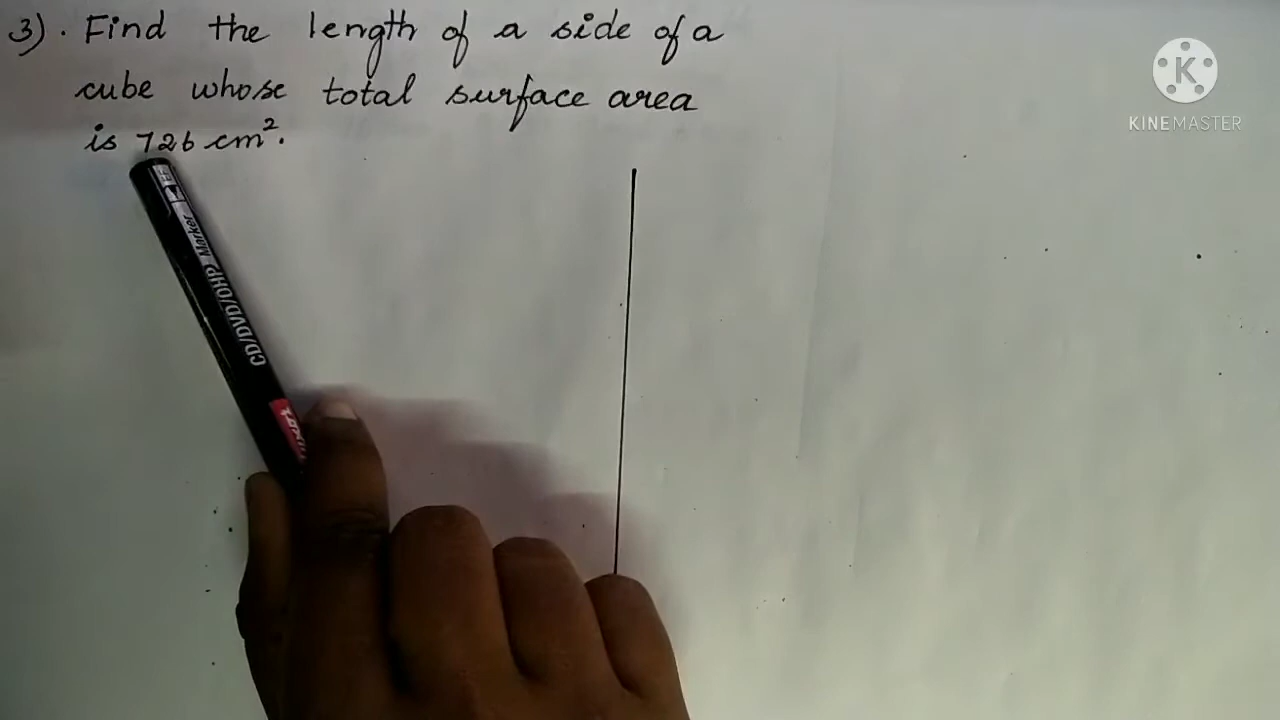 3). Find the length of a side of a
cube whose total surface area
is 726 cm².
K
KINEMASTER
CD/DVD/OHP Marker